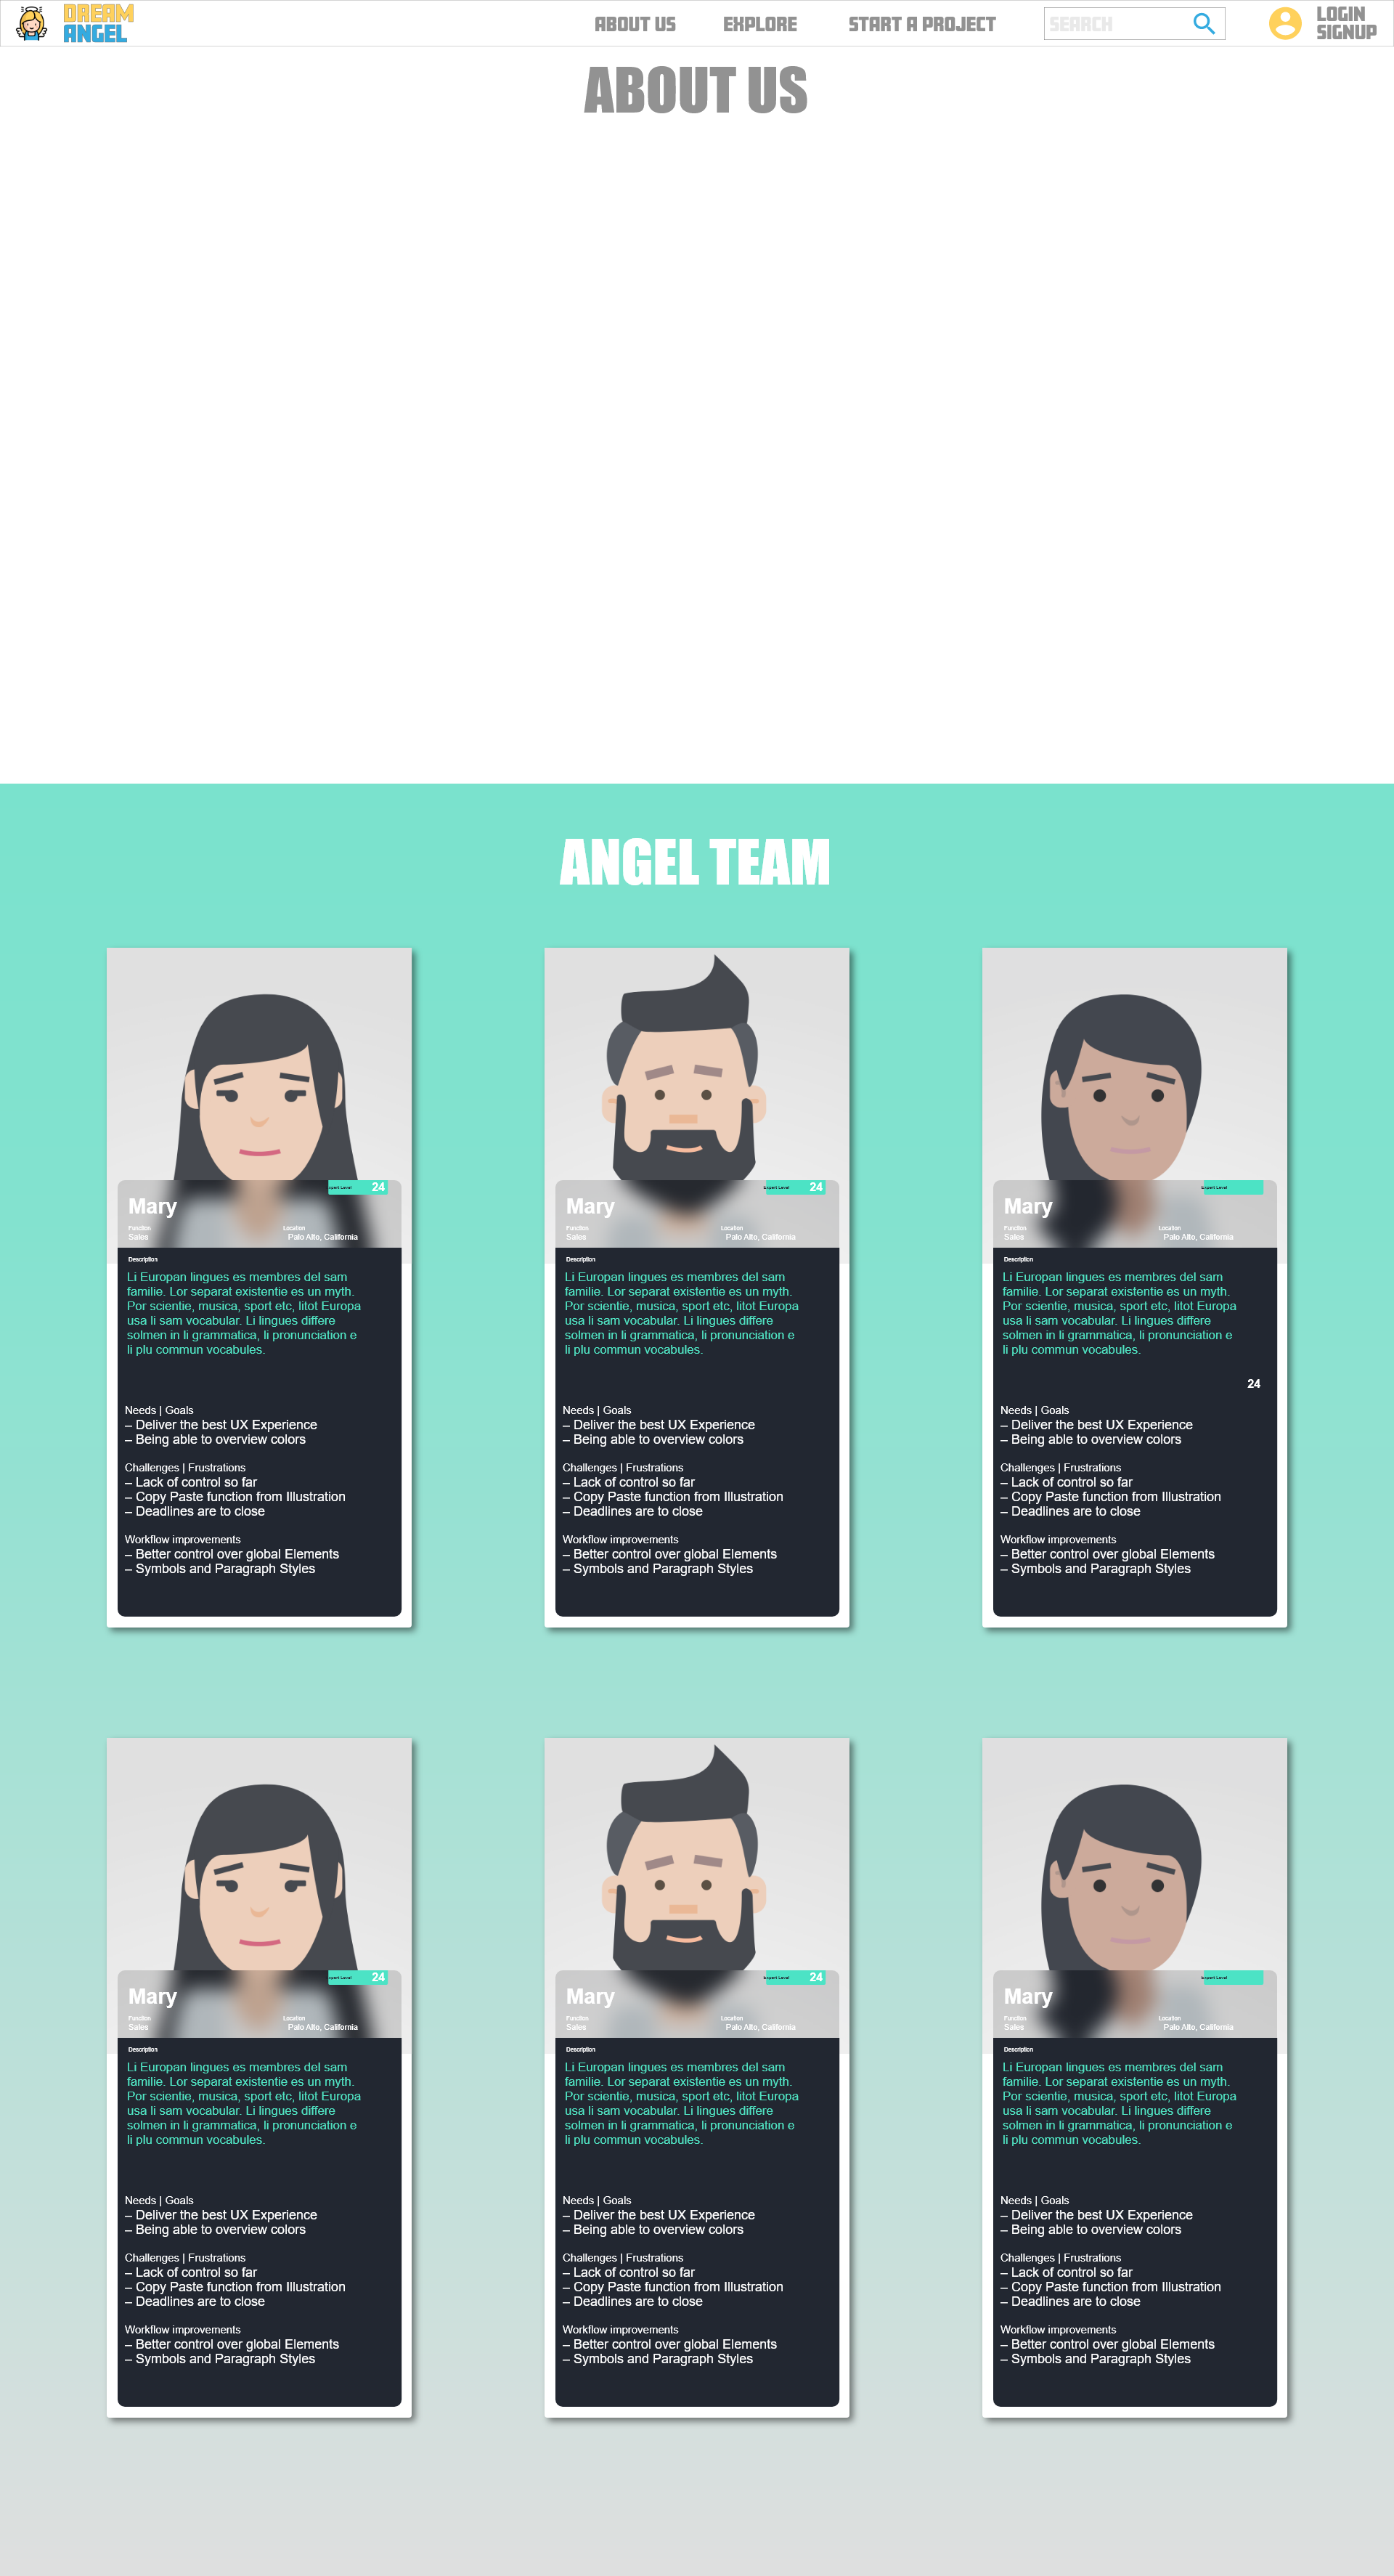 DREAM
ANGEL
ABOUT US
EXPLORE
START A PROJECT
SEARCH
LOGIN
SIGNUP
ABOUT US
ANGEL TEAM
Expert Level 24
Mary
Function
Location
Sales
Palo Alto, California
Description
Li Europan lingues es membres del sam
familie. Lor separat existentie es un myth.
Por scientie, musica, sport etc, litot Europa
usa li sam vocabular. Li lingues differe
solmen in li grammatica, li pronunciation e
li plu commun vocabules.
Needs | Goals
– Deliver the best UX Experience
– Being able to overview colors
Challenges | Frustrations
– Lack of control so far
– Copy Paste function from Illustration
– Deadlines are to close
Workflow improvements
– Better control over global Elements
– Symbols and Paragraph Styles
Expert Level 24
Mary
Function
Location
Sales
Palo Alto, California
Description
Li Europan lingues es membres del sam
familie. Lor separat existentie es un myth.
Por scientie, musica, sport etc, litot Europa
usa li sam vocabular. Li lingues differe
solmen in li grammatica, li pronunciation e
li plu commun vocabules.
Needs | Goals
– Deliver the best UX Experience
– Being able to overview colors
Challenges | Frustrations
– Lack of control so far
– Copy Paste function from Illustration
– Deadlines are to close
Workflow improvements
– Better control over global Elements
– Symbols and Paragraph Styles
Expert Level
Mary
Function
Location
Sales
Palo Alto, California
Description
Li Europan lingues es membres del sam
familie. Lor separat existentie es un myth.
Por scientie, musica, sport etc, litot Europa
usa li sam vocabular. Li lingues differe
solmen in li grammatica, li pronunciation e
li plu commun vocabules.
24
Needs | Goals
– Deliver the best UX Experience
– Being able to overview colors
Challenges | Frustrations
– Lack of control so far
– Copy Paste function from Illustration
– Deadlines are to close
Workflow improvements
– Better control over global Elements
– Symbols and Paragraph Styles
Expert Level 24
Mary
Function
Location
Sales
Palo Alto, California
Description
Li Europan lingues es membres del sam
familie. Lor separat existentie es un myth.
Por scientie, musica, sport etc, litot Europa
usa li sam vocabular. Li lingues differe
solmen in li grammatica, li pronunciation e
li plu commun vocabules.
Needs | Goals
– Deliver the best UX Experience
– Being able to overview colors
Challenges | Frustrations
– Lack of control so far
– Copy Paste function from Illustration
– Deadlines are to close
Workflow improvements
– Better control over global Elements
– Symbols and Paragraph Styles
Expert Level 24
Mary
Function
Location
Sales
Palo Alto, California
Description
Li Europan lingues es membres del sam
familie. Lor separat existentie es un myth.
Por scientie, musica, sport etc, litot Europa
usa li sam vocabular. Li lingues differe
solmen in li grammatica, li pronunciation e
li plu commun vocabules.
Needs | Goals
– Deliver the best UX Experience
– Being able to overview colors
Challenges | Frustrations
– Lack of control so far
– Copy Paste function from Illustration
– Deadlines are to close
Workflow improvements
– Better control over global Elements
– Symbols and Paragraph Styles
Expert Level
Mary
Function
Location
Sales
Palo Alto, California
Description
Li Europan lingues es membres del sam
familie. Lor separat existentie es un myth.
Por scientie, musica, sport etc, litot Europa
usa li sam vocabular. Li lingues differe
solmen in li grammatica, li pronunciation e
li plu commun vocabules.
Needs | Goals
– Deliver the best UX Experience
– Being able to overview colors
Challenges | Frustrations
– Lack of control so far
– Copy Paste function from Illustration
– Deadlines are to close
Workflow improvements
– Better control over global Elements
– Symbols and Paragraph Styles